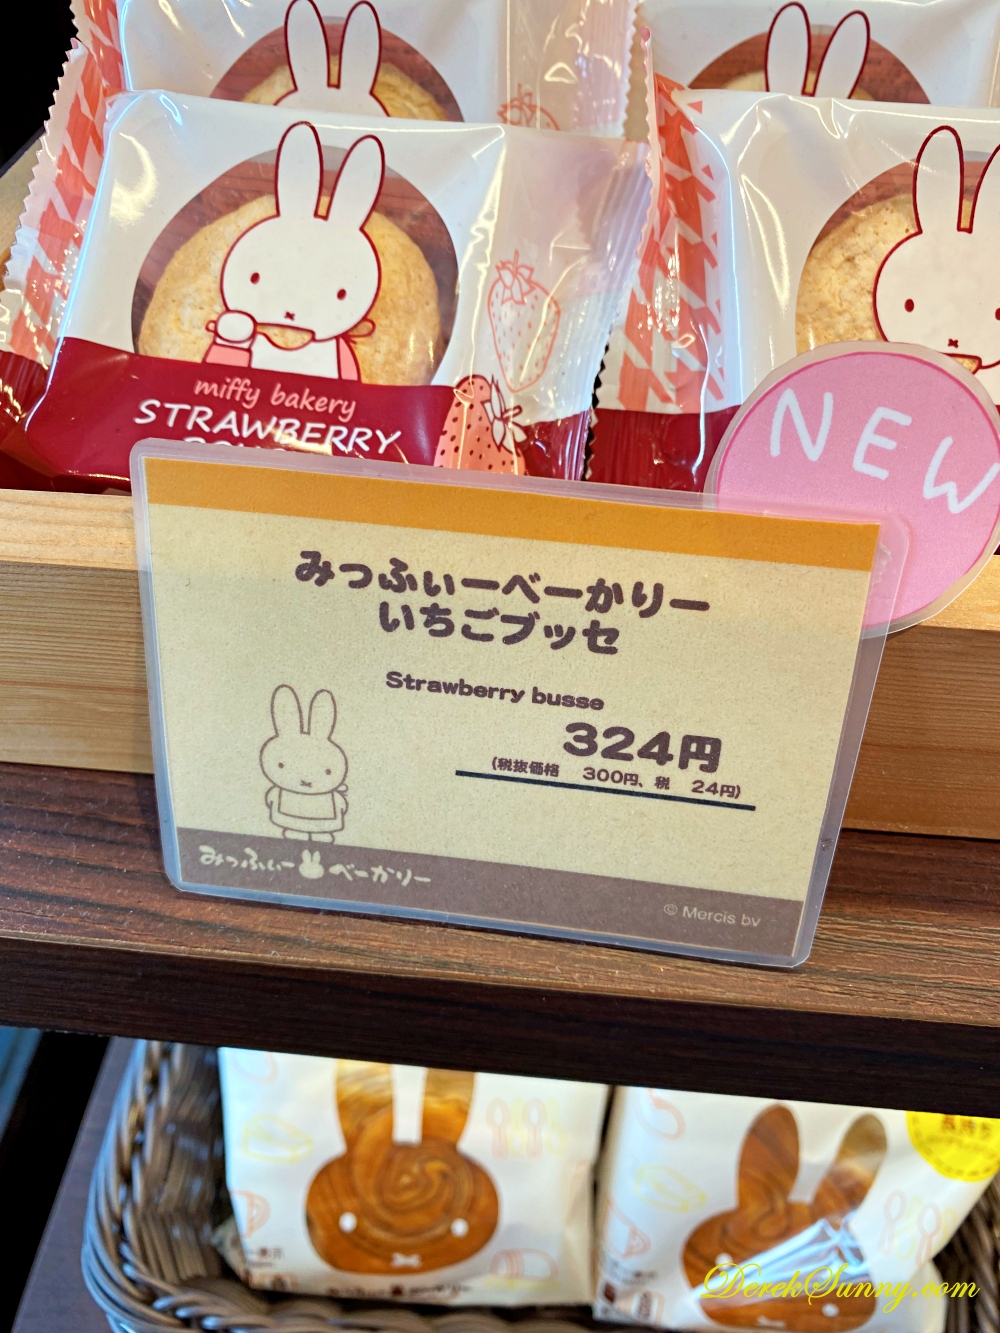 miffy bakery
STRAWBERRY
NEW
みっふぃーべーかりー
いちごブッセ
Strawberry busse
324円
(税抜価格 300円、税 24円)
みっふぃー べーかりー
© Mercis bv
DerekSunny.com